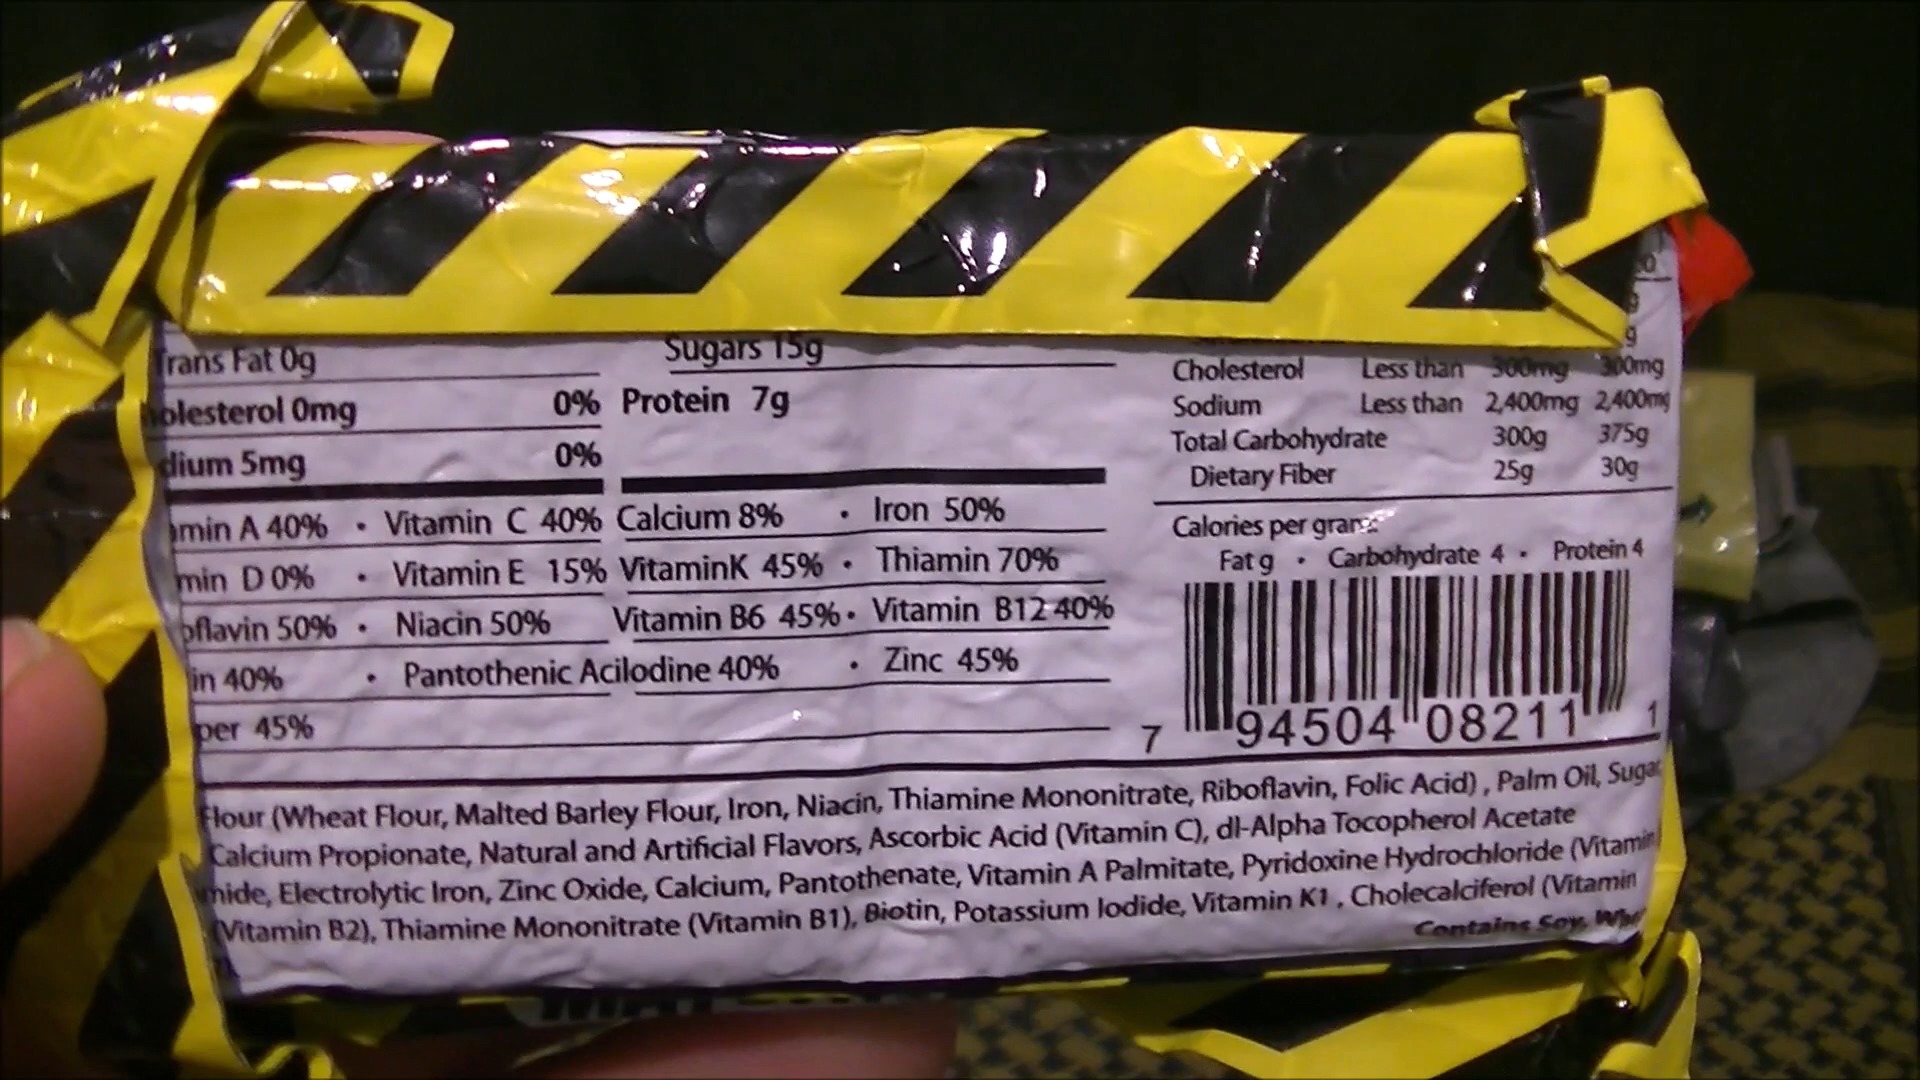 Trans Fat 0g
olesterol 0mg 0%
dium 5mg 0%
amin A 40% • Vitamin C 40%
min D 0% • Vitamin E 15%
oflavin 50% • Niacin 50%
in 40% • Pantothenic Acilodine 40% • Zinc 45%
per 45%
Sugars 15g
Protein 7g
Calcium 8% • Iron 50%
VitaminK 45% • Thiamin 70%
Vitamin B6 45% • Vitamin B12 40%
Cholesterol Less than 300mg 300mg
Sodium Less than 2,400mg 2,400mg
Total Carbohydrate 300g 375g
Dietary Fiber 25g 30g
Calories per gram:
Fat g • Carbohydrate 4 • Protein 4
7 94504 08211 1
Flour (Wheat Flour, Malted Barley Flour, Iron, Niacin, Thiamine Mononitrate, Riboflavin, Folic Acid) , Palm Oil, Sugar
Calcium Propionate, Natural and Artificial Flavors, Ascorbic Acid (Vitamin C), dl-Alpha Tocopherol Acetate
mide, Electrolytic Iron, Zinc Oxide, Calcium, Pantothenate, Vitamin A Palmitate, Pyridoxine Hydrochloride (Vitamin
(Vitamin B2), Thiamine Mononitrate (Vitamin B1), Biotin, Potassium Iodide, Vitamin K1 , Cholecalciferol (Vitamin
Contains Soy,